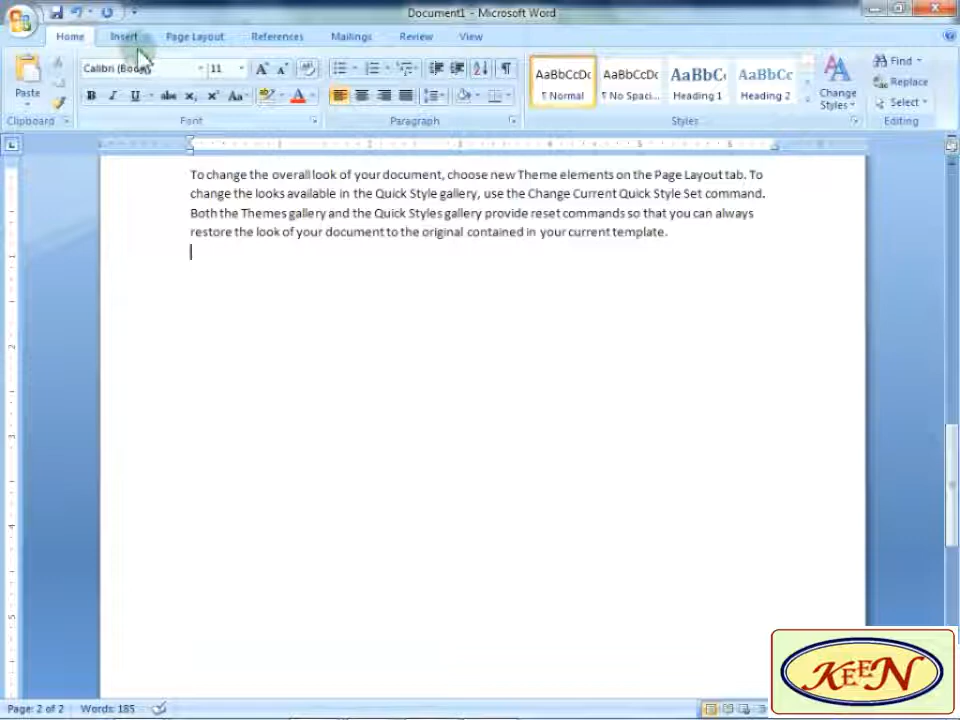 Document1 - Microsoft Word
Home Insert Page Layout References Mailings Review View
Paste
Calibri (Body) 11
B I U abc X₂ X² Aa A
AaBbCcDc AaBbCcDc AaBbC AaBbCc
¶ Normal ¶ No Spaci... Heading 1 Heading 2
Change
Styles
Find
Replace
Select
Clipboard Font Paragraph Styles Editing
To change the overall look of your document, choose new Theme elements on the Page Layout tab. To
change the looks available in the Quick Style gallery, use the Change Current Quick Style Set command.
Both the Themes gallery and the Quick Styles gallery provide reset commands so that you can always
restore the look of your document to the original contained in your current template.
KEEN
Page: 2 of 2 Words: 185